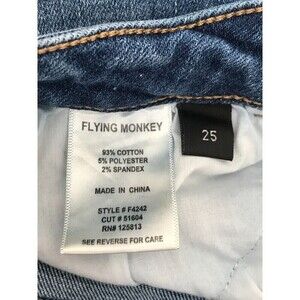 FLYING MONKEY
93% COTTON
5% POLYESTER
2% SPANDEX
MADE IN CHINA
STYLE # F4242
CUT # 51604
RN# 125813
SEE REVERSE FOR CARE
25